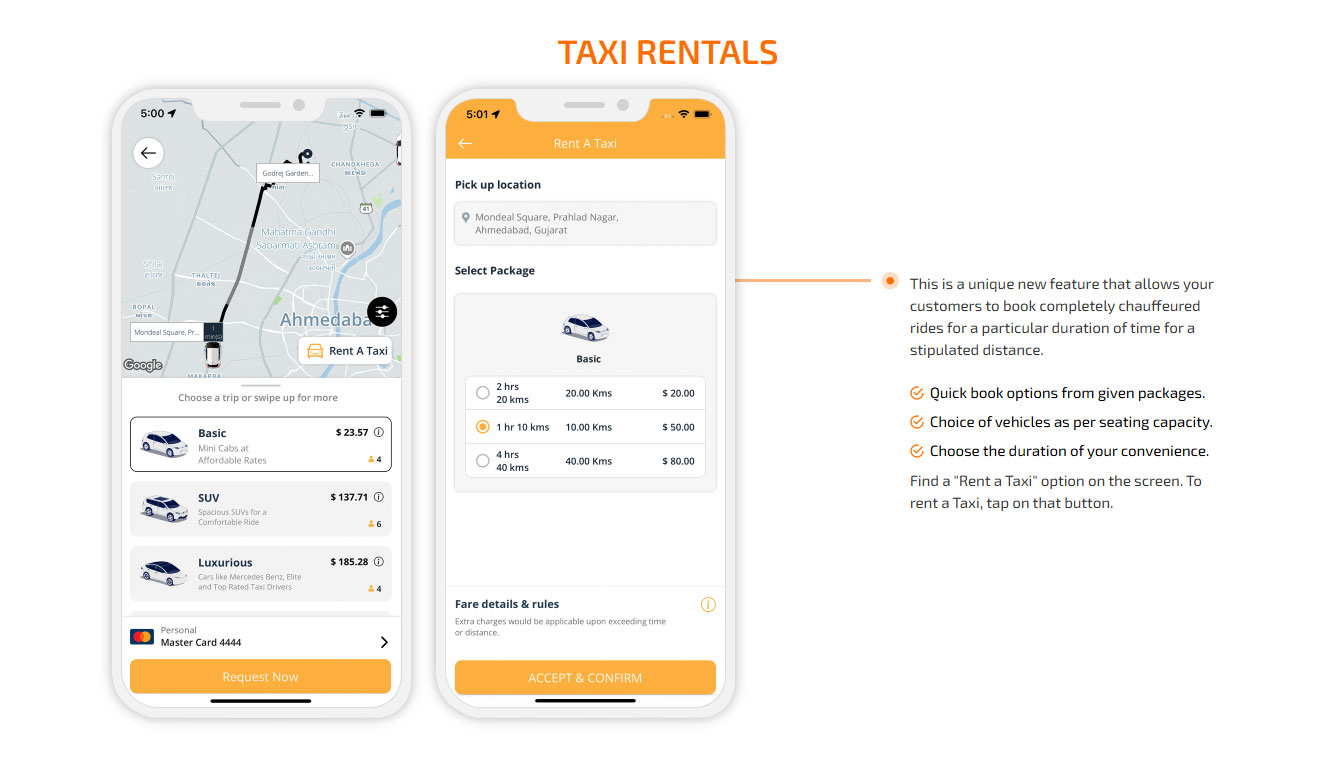 TAXI RENTALS
5:00
CHANDKHEDA
Godrej Garden...
41
Mahatma Gandhi
Sabarmati Ashram
THALTEJ
BOPAL
Mondeal Square, Pr...
1
min(s)
Ahmedaba
Rent A Taxi
Google
MAKARBA
Choose a trip or swipe up for more
Basic
$ 23.57
Mini Cabs at
Affordable Rates
4
SUV
$ 137.71
Spacious SUVs for a
Comfortable Ride
6
Luxurious
$ 185.28
Cars like Mercedes Benz, Elite
and Top Rated Taxi Drivers
4
Personal
Master Card 4444
Request Now
5:01
Rent A Taxi
Pick up location
Mondeal Square, Prahlad Nagar,
Ahmedabad, Gujarat
Select Package
Basic
2 hrs
20 kms
20.00 Kms
$ 20.00
1 hr 10 kms
10.00 Kms
$ 50.00
4 hrs
40 kms
40.00 Kms
$ 80.00
Fare details & rules
Extra charges would be applicable upon exceeding time
or distance.
ACCEPT & CONFIRM
This is a unique new feature that allows your
customers to book completely chauffeured
rides for a particular duration of time for a
stipulated distance.
Quick book options from given packages.
Choice of vehicles as per seating capacity.
Choose the duration of your convenience.
Find a "Rent a Taxi" option on the screen. To
rent a Taxi, tap on that button.